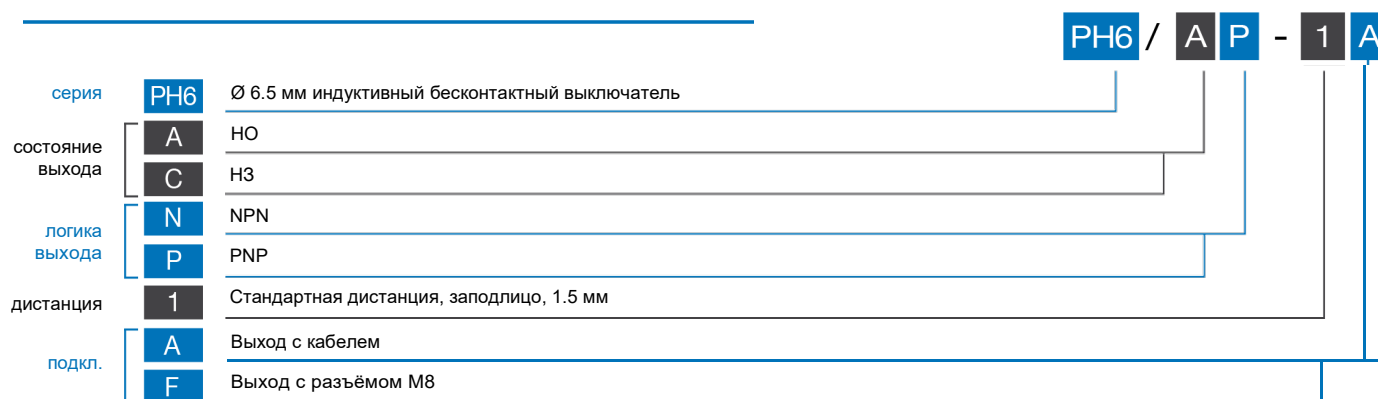 PH6 / A P - 1 A
серия PH6 Ø 6.5 мм индуктивный бесконтактный выключатель
состояние выхода
A НО
C НЗ
логика выхода
N NPN
P PNP
дистанция 1 Стандартная дистанция, заподлицо, 1.5 мм
подкл.
A Выход с кабелем
F Выход с разъёмом M8